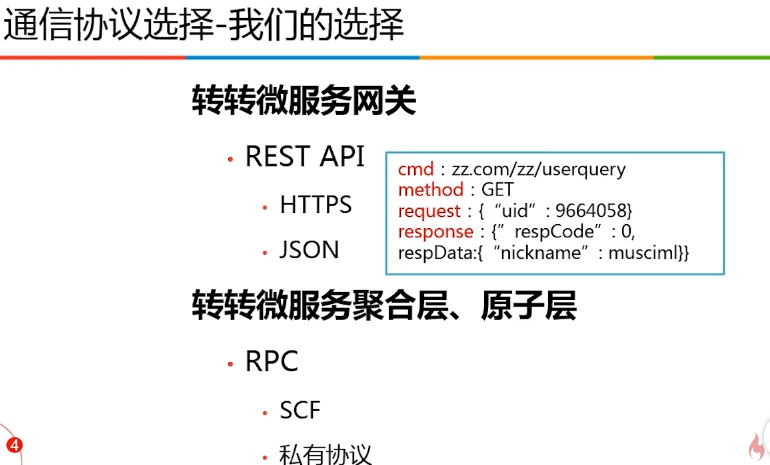 通信协议选择-我们的选择
转转微服务网关
• REST API
• HTTPS
• JSON
cmd：zz.com/zz/userquery
method：GET
request：{“uid”: 9664058}
response：{”respCode”: 0,
respData:{“nickname”: musciml}}
转转微服务聚合层、原子层
• RPC
• SCF
• 私有协议
4